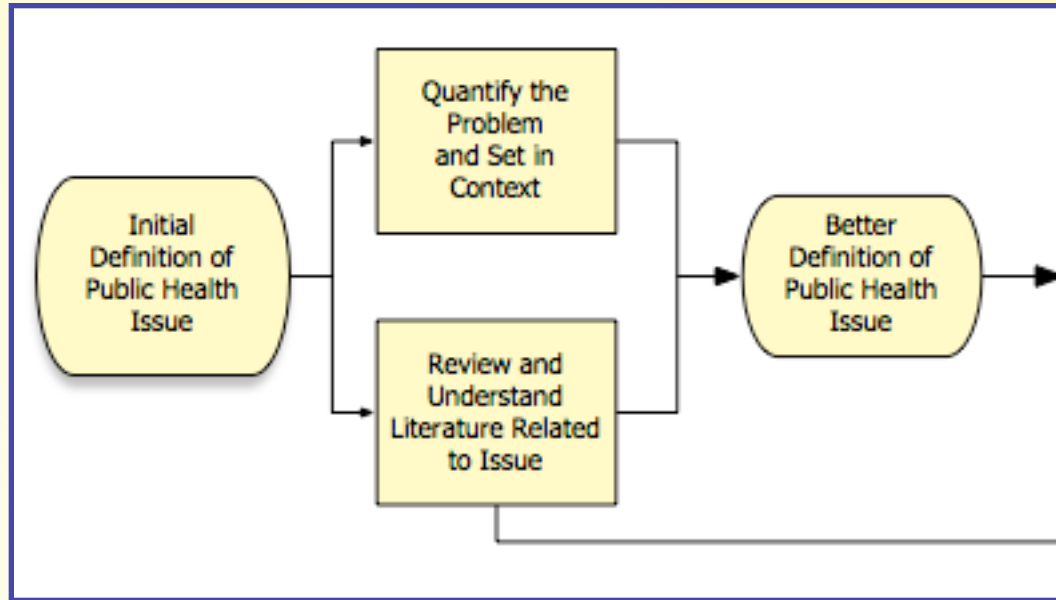 Initial
Definition of
Public Health
Issue
Quantify the
Problem
and Set in
Context
Review and
Understand
Literature Related
to Issue
Better
Definition of
Public Health
Issue